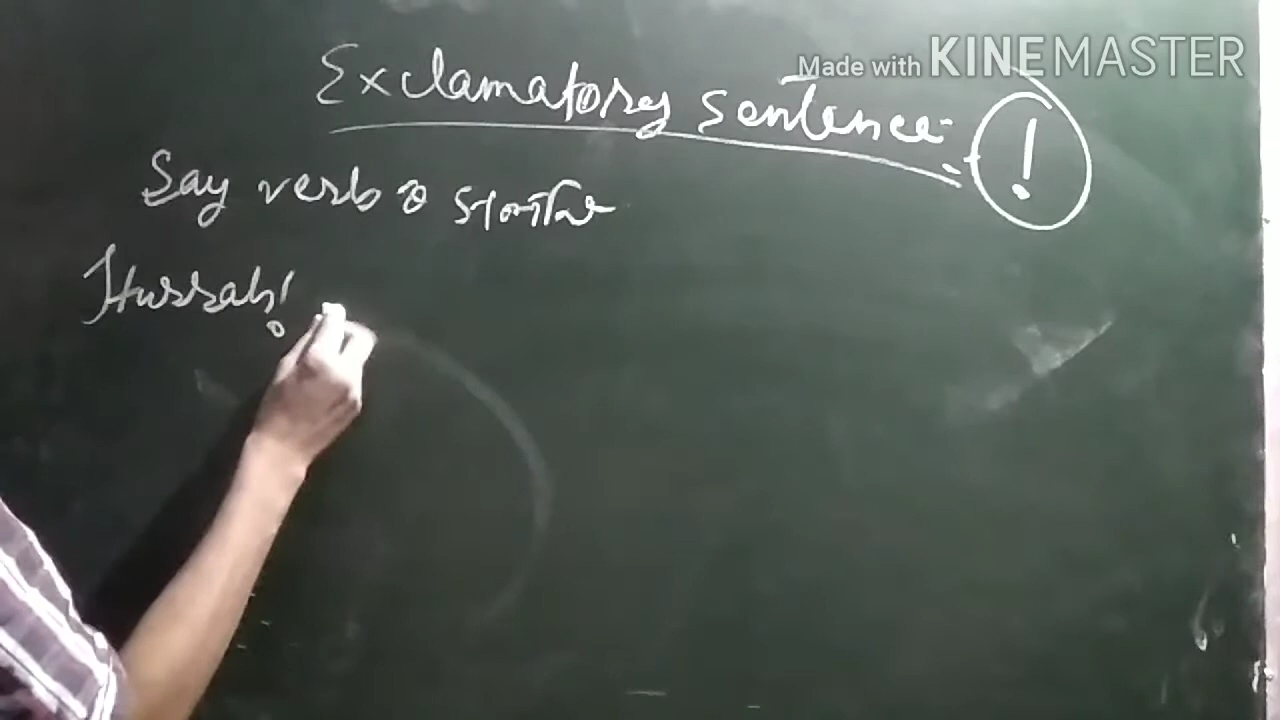 Made with KINEMASTER
Exclamatory sentence - !
Say verb
Hurrah!